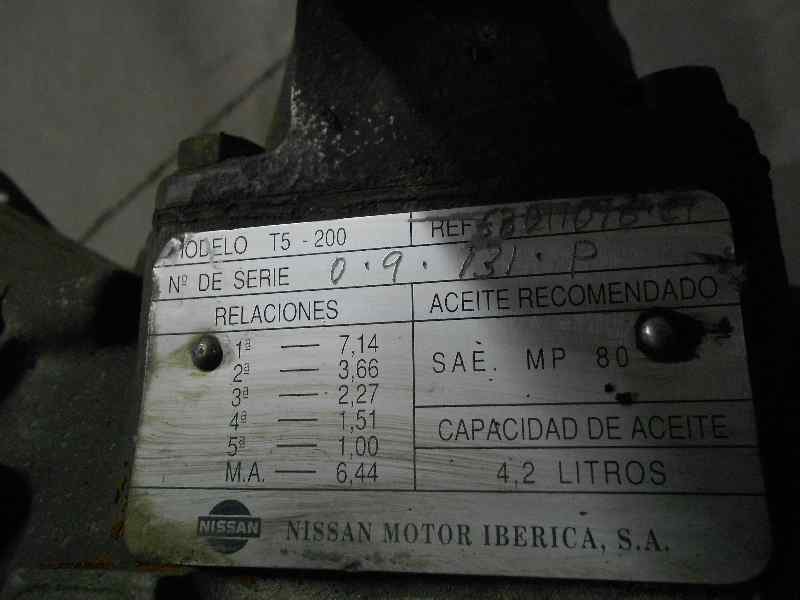 MODELO T5 - 200
REF
Nº DE SERIE 0.9.131.P
RELACIONES
1ª — 7,14
2ª — 3,66
3ª — 2,27
4ª — 1,51
5ª — 1,00
M.A. — 6,44
ACEITE RECOMENDADO
SAE. MP 80
CAPACIDAD DE ACEITE
4,2 LITROS
NISSAN
NISSAN MOTOR IBERICA, S.A.